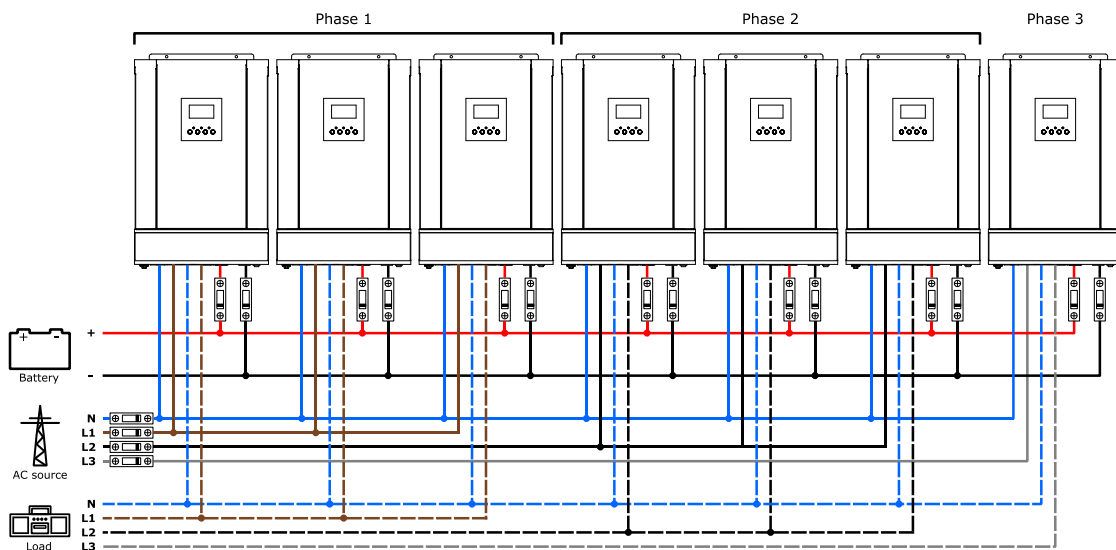 Phase 1 Phase 2 Phase 3
+
+ -
Battery
-
N
L1
L2
L3
AC source
N
L1
L2
L3
Load